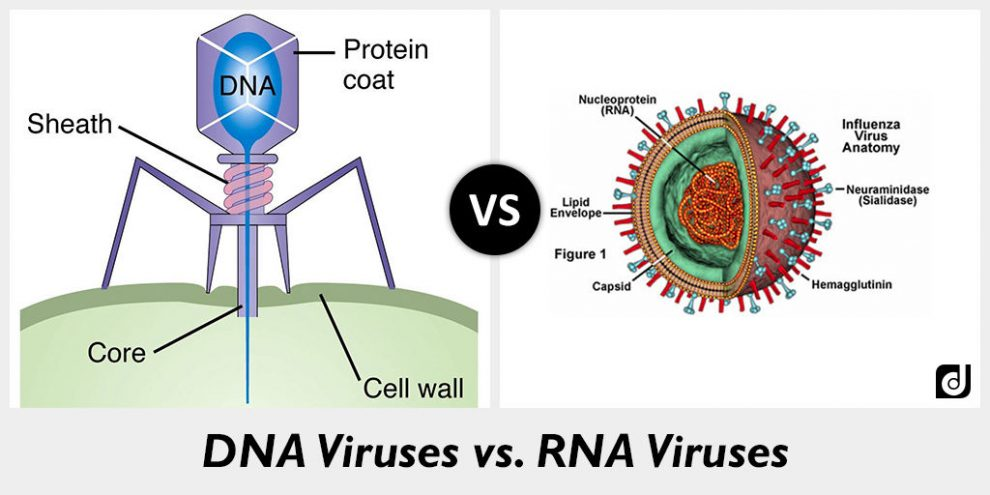 Protein
coat
DNA
Sheath
Core
Cell wall
VS
Nucleoprotein
(RNA)
Influenza
Virus
Anatomy
Neuraminidase
(Sialidase)
Lipid
Envelope
Figure 1
Capsid
Hemagglutinin
d
DNA Viruses vs. RNA Viruses